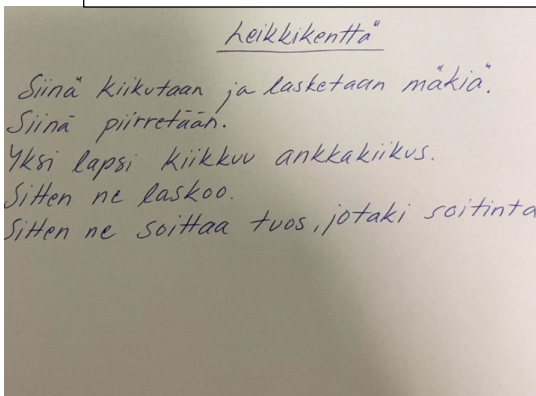 Leikkikenttä
Siinä kiikutaan ja lasketaan mäkiä.
Siinä piirretään.
Yksi lapsi kiikkuu ankkakiikus.
Sitten ne laskoo.
Sitten ne soittaa tuos, jotaki soitinta